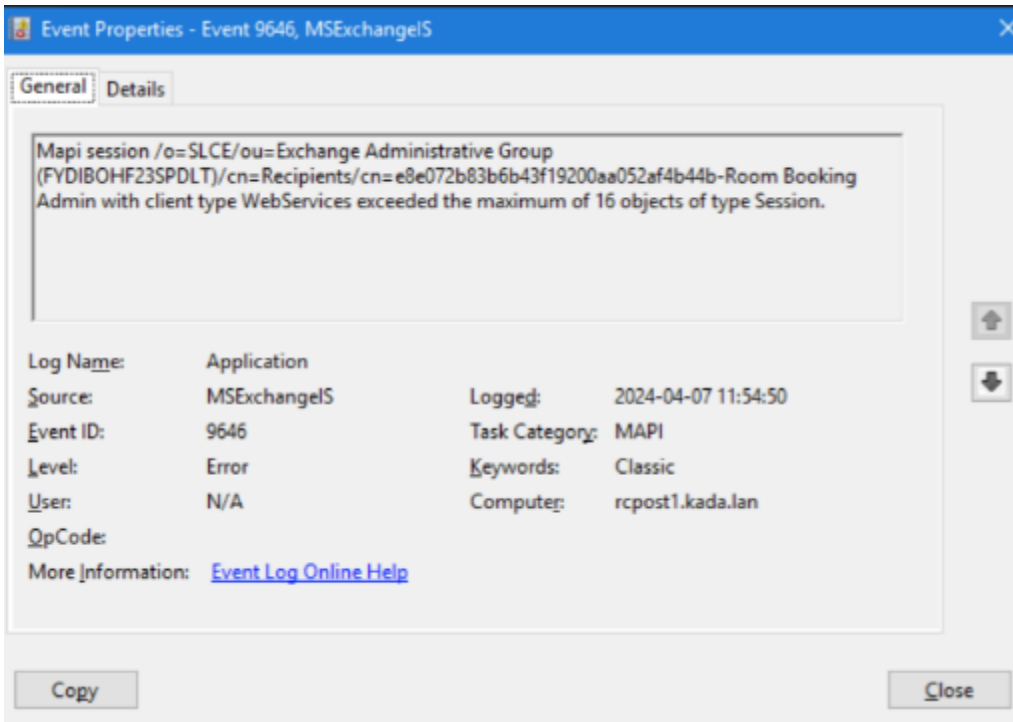 Event Properties - Event 9646, MSExchangeIS
General Details
Mapi session /o=SLCE/ou=Exchange Administrative Group
(FYDIBOHF23SPDLT)/cn=Recipients/cn=e8e072b83b6b43f19200aa052af4b44b-Room Booking
Admin with client type WebServices exceeded the maximum of 16 objects of type Session.
Log Name: Application
Source: MSExchangeIS Logged: 2024-04-07 11:54:50
Event ID: 9646 Task Category: MAPI
Level: Error Keywords: Classic
User: N/A Computer: rcpost1.kada.lan
OpCode:
More Information: Event Log Online Help
Copy Close